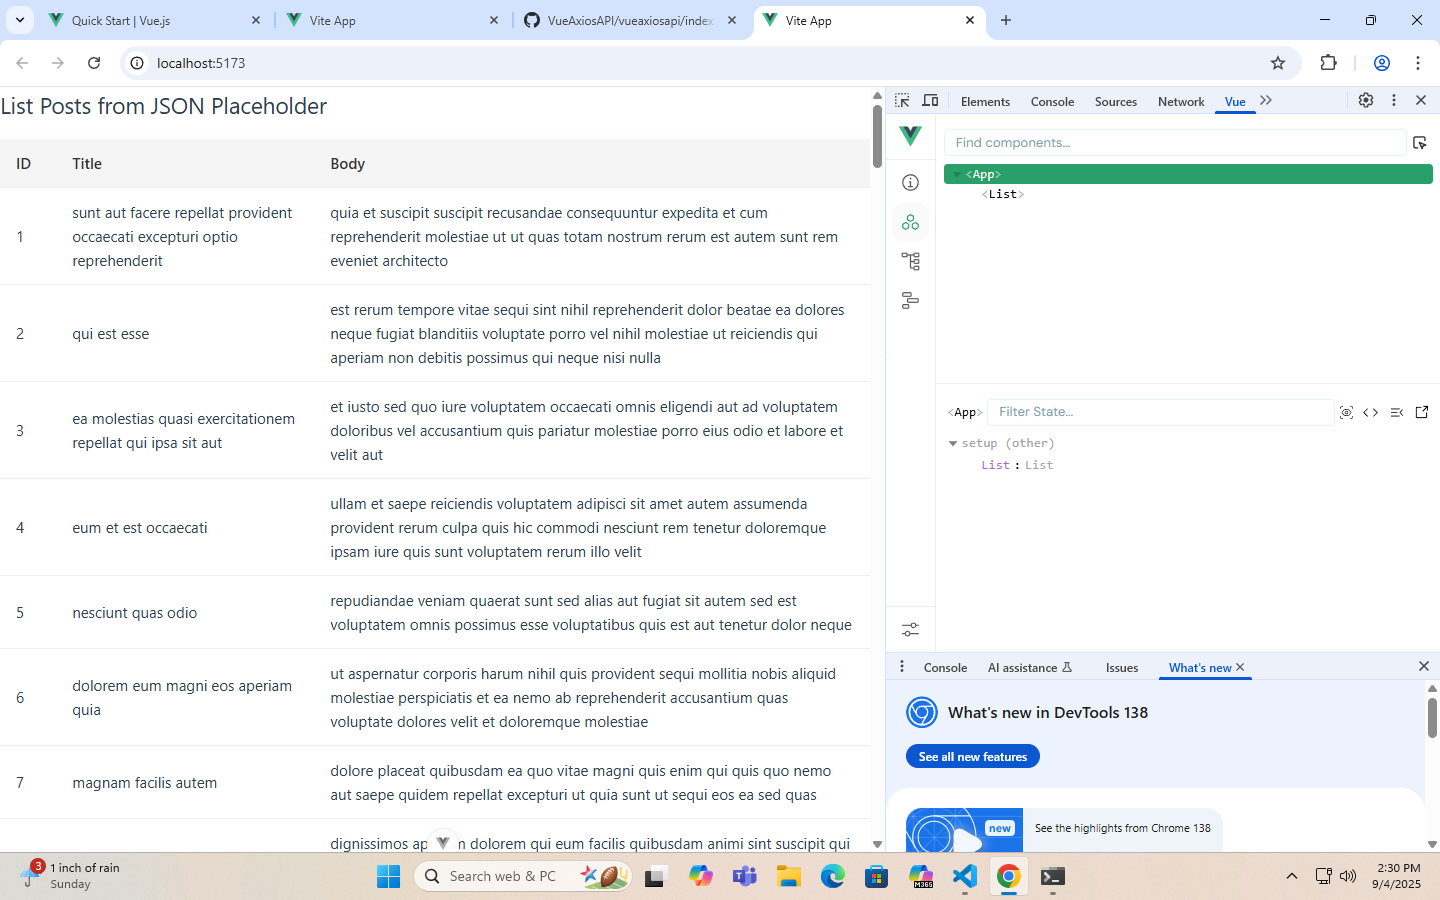 Quick Start | Vue.js
Vite App
VueAxiosAPI/vueaxiosapi/index.
Vite App
localhost:5173
List Posts from JSON Placeholder
ID Title Body
1
sunt aut facere repellat provident
occaecati excepturi optio
reprehenderit
quia et suscipit suscipit recusandae consequuntur expedita et cum
reprehenderit molestiae ut ut quas totam nostrum rerum est autem sunt rem
eveniet architecto
2
qui est esse
est rerum tempore vitae sequi sint nihil reprehenderit dolor beatae ea dolores
neque fugiat blanditiis voluptate porro vel nihil molestiae ut reiciendis qui
aperiam non debitis possimus qui neque nisi nulla
3
ea molestias quasi exercitationem
repellat qui ipsa sit aut
et iusto sed quo iure voluptatem occaecati omnis eligendi aut ad voluptatem
doloribus vel accusantium quis pariatur molestiae porro eius odio et labore et
velit aut
4
eum et est occaecati
ullam et saepe reiciendis voluptatem adipisci sit amet autem assumenda
provident rerum culpa quis hic commodi nesciunt rem tenetur doloremque
ipsam iure quis sunt voluptatem rerum illo velit
5
nesciunt quas odio
repudiandae veniam quaerat sunt sed alias aut fugiat sit autem sed est
voluptatem omnis possimus esse voluptatibus quis est aut tenetur dolor neque
6
dolorem eum magni eos aperiam
quia
ut aspernatur corporis harum nihil quis provident sequi mollitia nobis aliquid
molestiae perspiciatis et ea nemo ab reprehenderit accusantium quas
voluptate dolores velit et doloremque molestiae
7
magnam facilis autem
dolore placeat quibusdam ea quo vitae magni quis enim qui quis quo nemo
aut saepe quidem repellat excepturi ut quia sunt ut sequi eos ea sed quas
dignissimos ap m dolorem qui eum facilis quibusdam animi sint suscipit qui
Elements Console Sources Network Vue
Find components...
<App>
<List>
<App> Filter State...
setup (other)
List : List
Console AI assistance Issues What's new
What's new in DevTools 138
See all new features
new
See the highlights from Chrome 138
3
1 inch of rain
Sunday
Search web & PC
M365
2:30 PM
9/4/2025